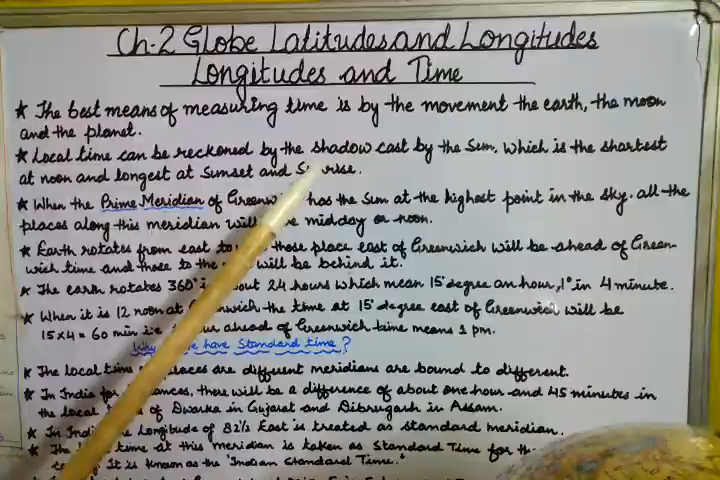 Ch-2 Globe Latitudes and Longitudes
Longitudes and Time
★ The best means of measuring time is by the movement the earth, the moon
and the planet.
★ Local time can be reckoned by the shadow cast by the Sun, which is the shortest
at noon and longest at Sunset and
★ When the Prime Meridian of has the Sun at the highest point in the sky. all the
places along this meridian midday or noon.
★ Earth rotates from east to those place east of Greenwich will be ahead of Green-
wich time and those to the will be behind it.
★ The earth rotates 360° 24 hours which mean 15 degree an hour, 1° in 4 minute.
★ When it is 12 noon at the time at 15 degree east of Greenwich will be
15×4 = 60 min i.e ahead of Greenwich time means 1 pm.
have Standard time?
★ The local time are different meridians are bound to different.
★ In India there will be a difference of about one hour and 45 minutes in
the local of Dwarka in Gujarat and Dibrugarh in Assam.
★ In Longitude of 82½ East is treated as standard meridian.
★ The time at this meridian is taken as Standard Time for
It is known as the "Indian Standard Time."